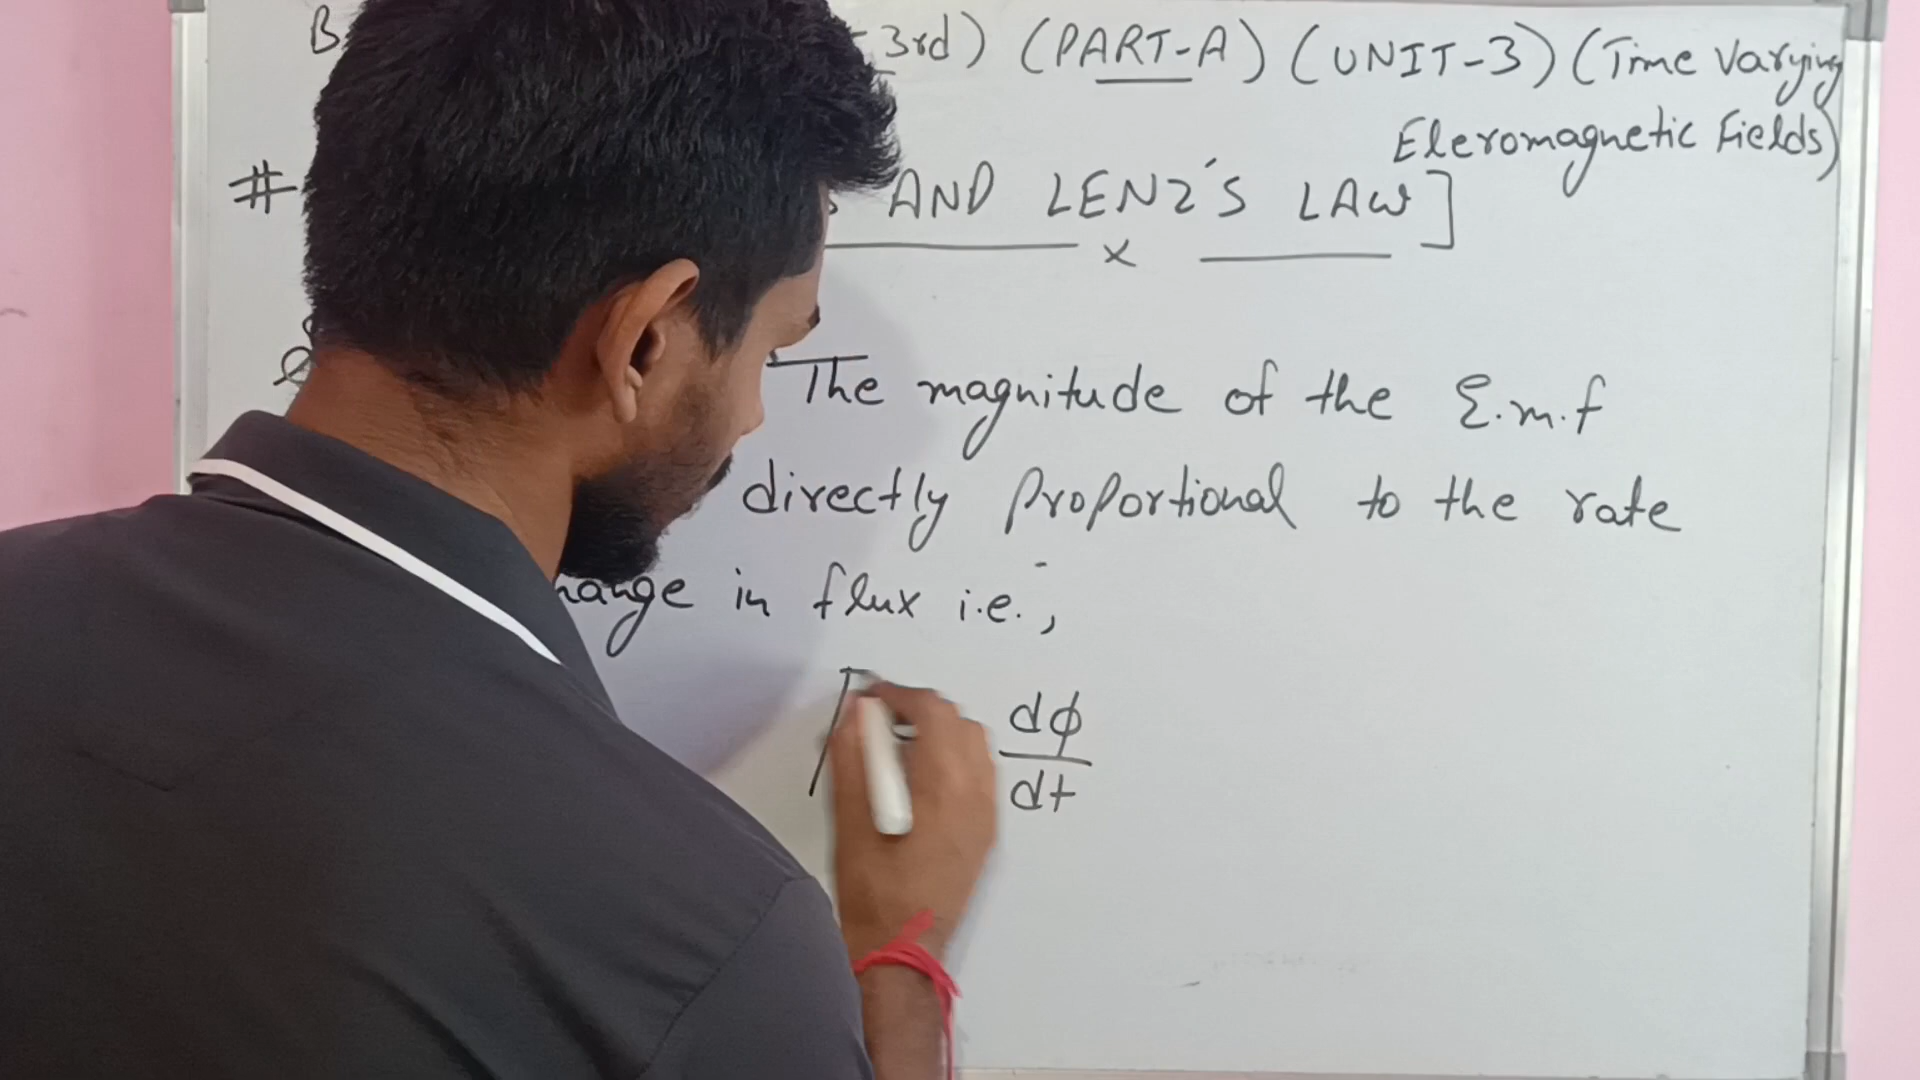 3rd) (PART-A) (UNIT-3) (Time Varying
Eleromagnetic Fields)
# AND LENZ'S LAW]
x
The magnitude of the E.m.f
directly proportional to the rate
in flux i.e.,
dϕ
dt